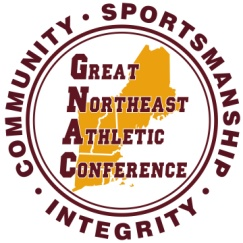 COMMUNITY • SPORTSMANSHIP • INTEGRITY •
GREAT
NORTHEAST
ATHLETIC
CONFERENCE